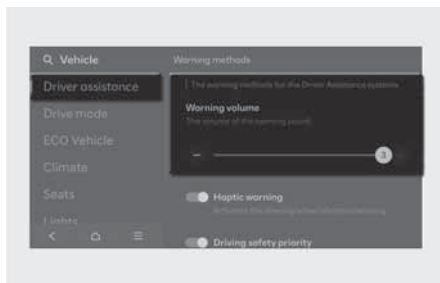 Vehicle
Warning methods
Driver assistance
The warning methods for the Driver Assistance systems
Drive mode
Warning volume
The volume of the warning sound
ECO Vehicle
Climate
3
Seats
Haptic warning
Lights
Driving safety priority